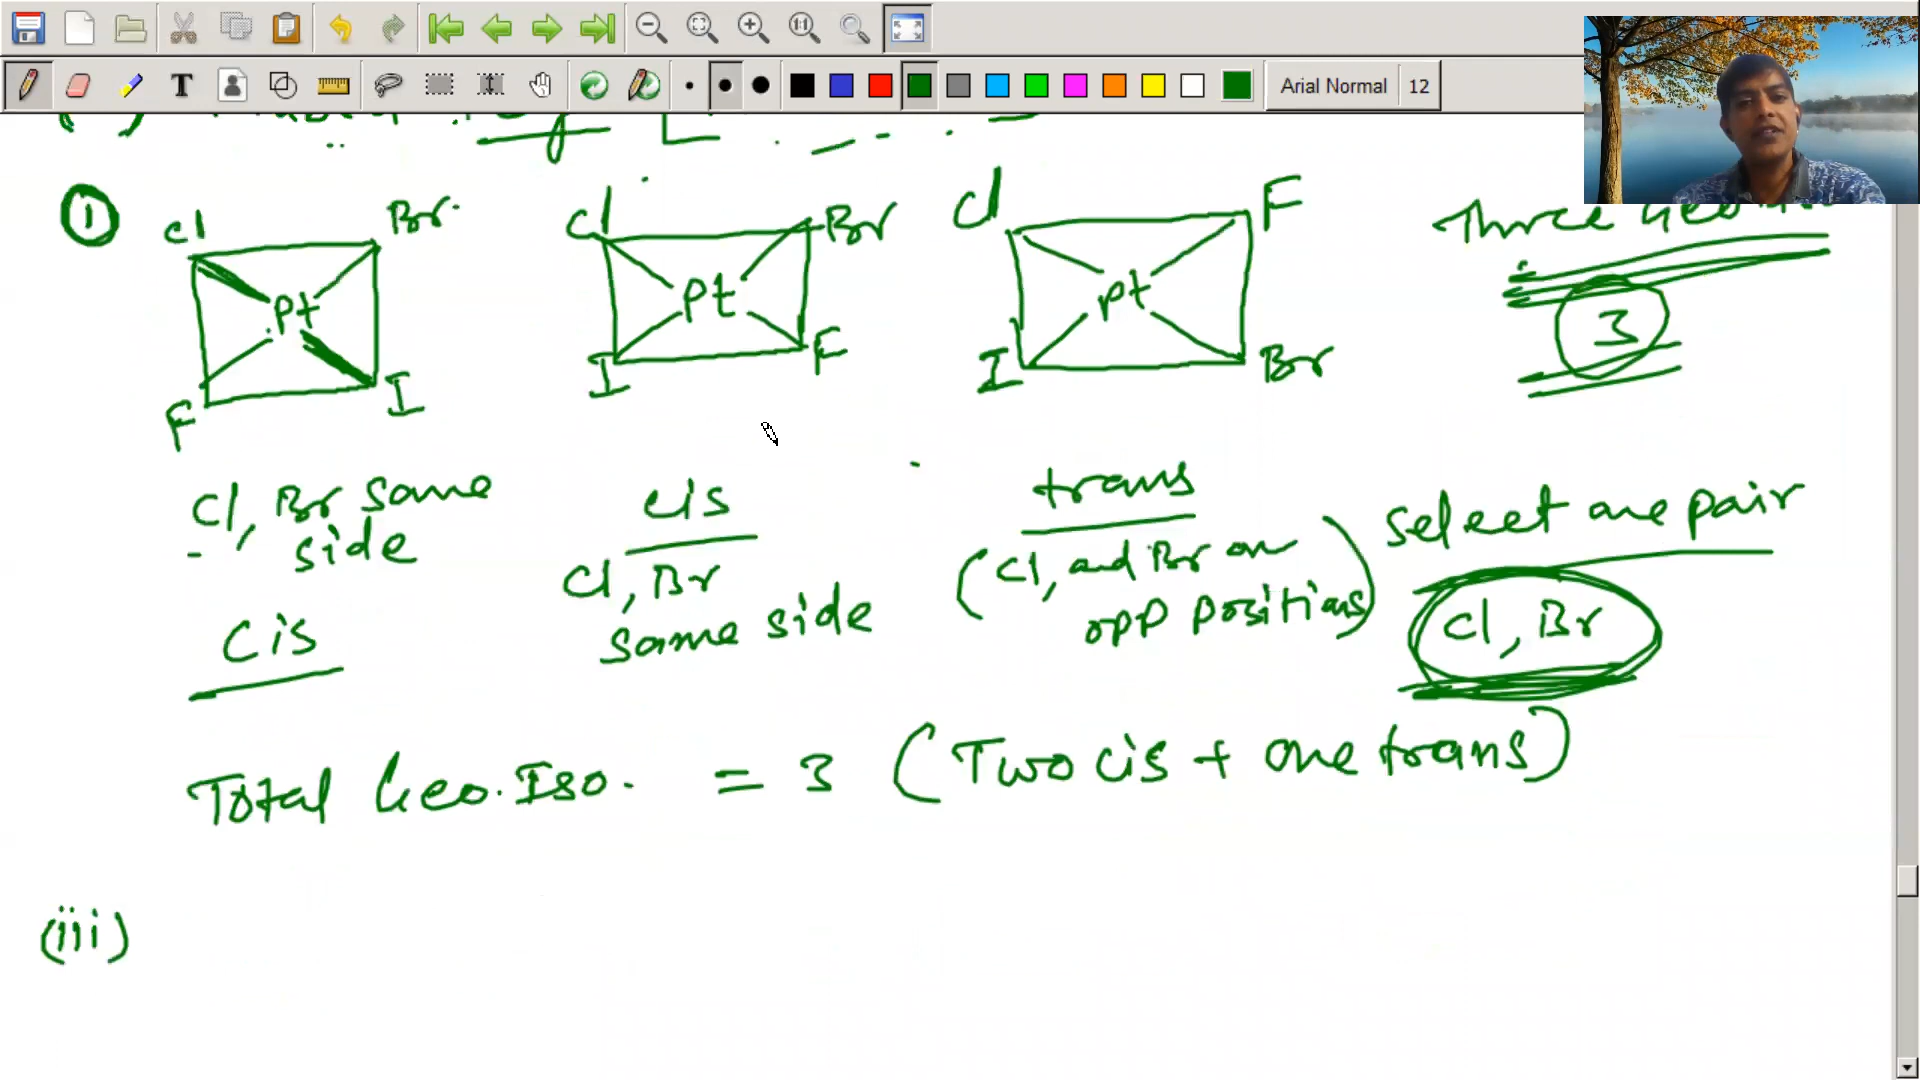 Arial Normal 12
①
Cl Br
Pt
F I
Cl Br
Pt
I F
Cl F
Pt
I Br
Three Geo
3
Cl, Br same
side
cis
cis
Cl, Br
same side
trans
(Cl, and Br on
opp positions)
select one pair
Cl, Br
Total Geo. Iso. = 3 (Two cis + one trans)
(iii)